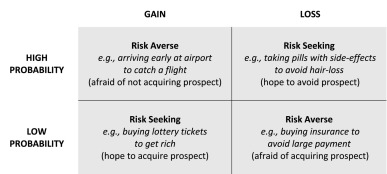 GAIN
LOSS
HIGH
PROBABILITY
Risk Averse
e.g., arriving early at airport
to catch a flight
(afraid of not acquiring prospect)
Risk Seeking
e.g., taking pills with side-effects
to avoid hair-loss
(hope to avoid prospect)
LOW
PROBABILITY
Risk Seeking
e.g., buying lottery tickets
to get rich
(hope to acquire prospect)
Risk Averse
e.g., buying insurance to
avoid large payment
(afraid of acquiring prospect)